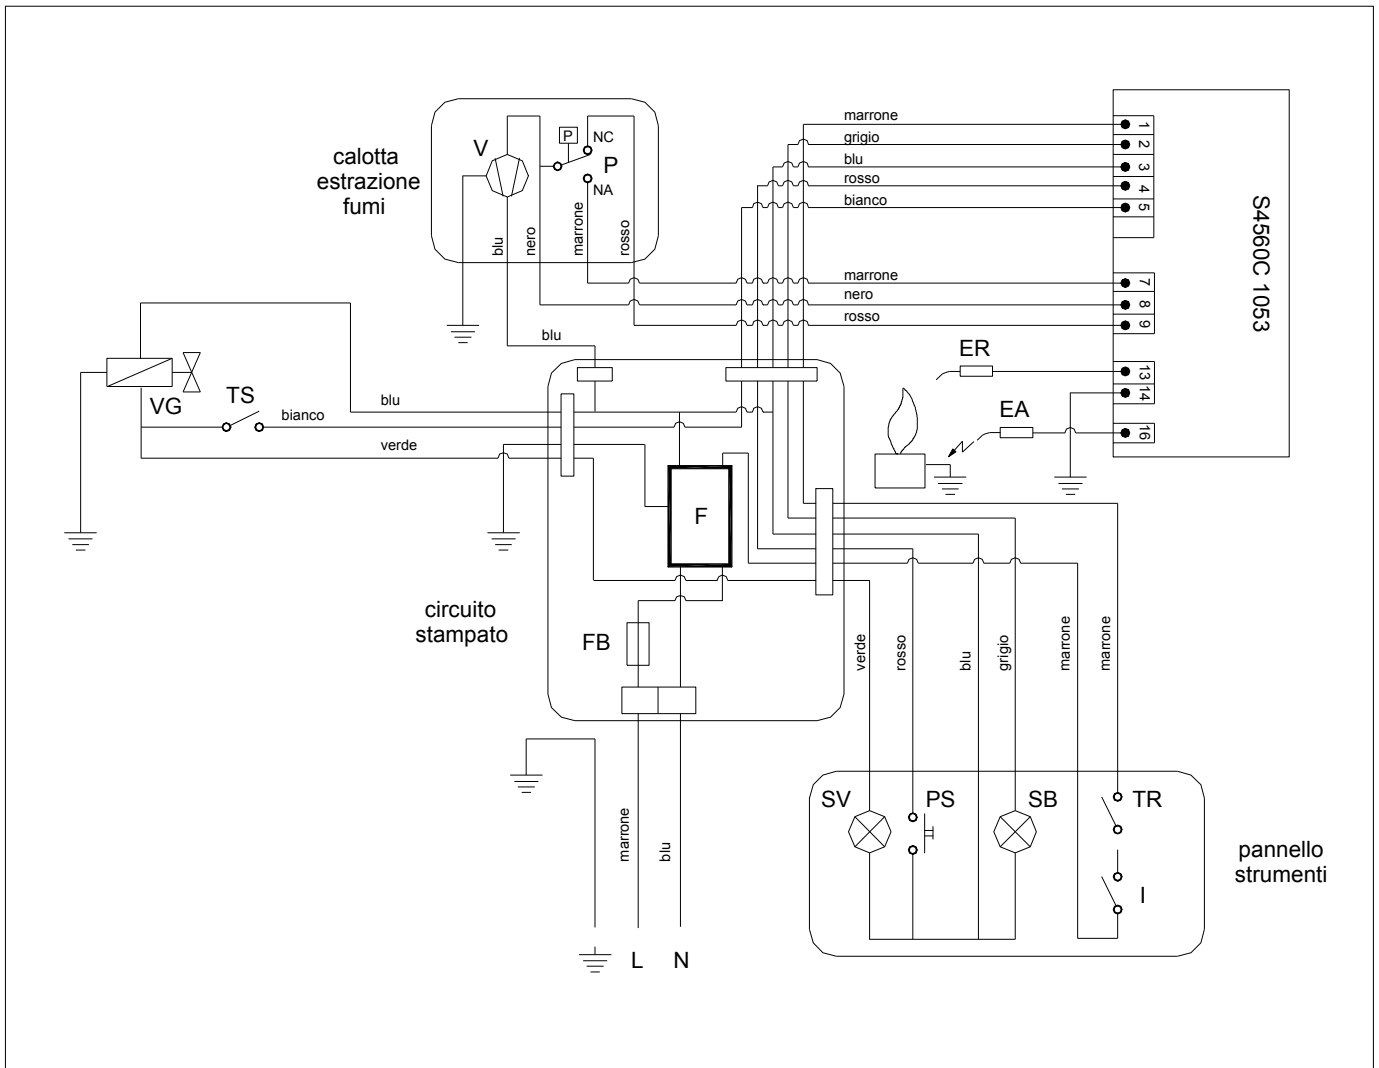 marrone
grigio
blu
rosso
bianco
1
2
3
4
5
S4560C 1053
calotta
estrazione
fumi
V
P
NC
P
NA
blu
nero
marrone
rosso
marrone
nero
rosso
7
8
9
blu
ER
13
14
EA
16
VG
TS
bianco
blu
verde
F
circuito
stampato
FB
verde
rosso
blu
grigio
marrone
marrone
marrone
blu
L
N
SV
PS
SB
TR
I
pannello
strumenti